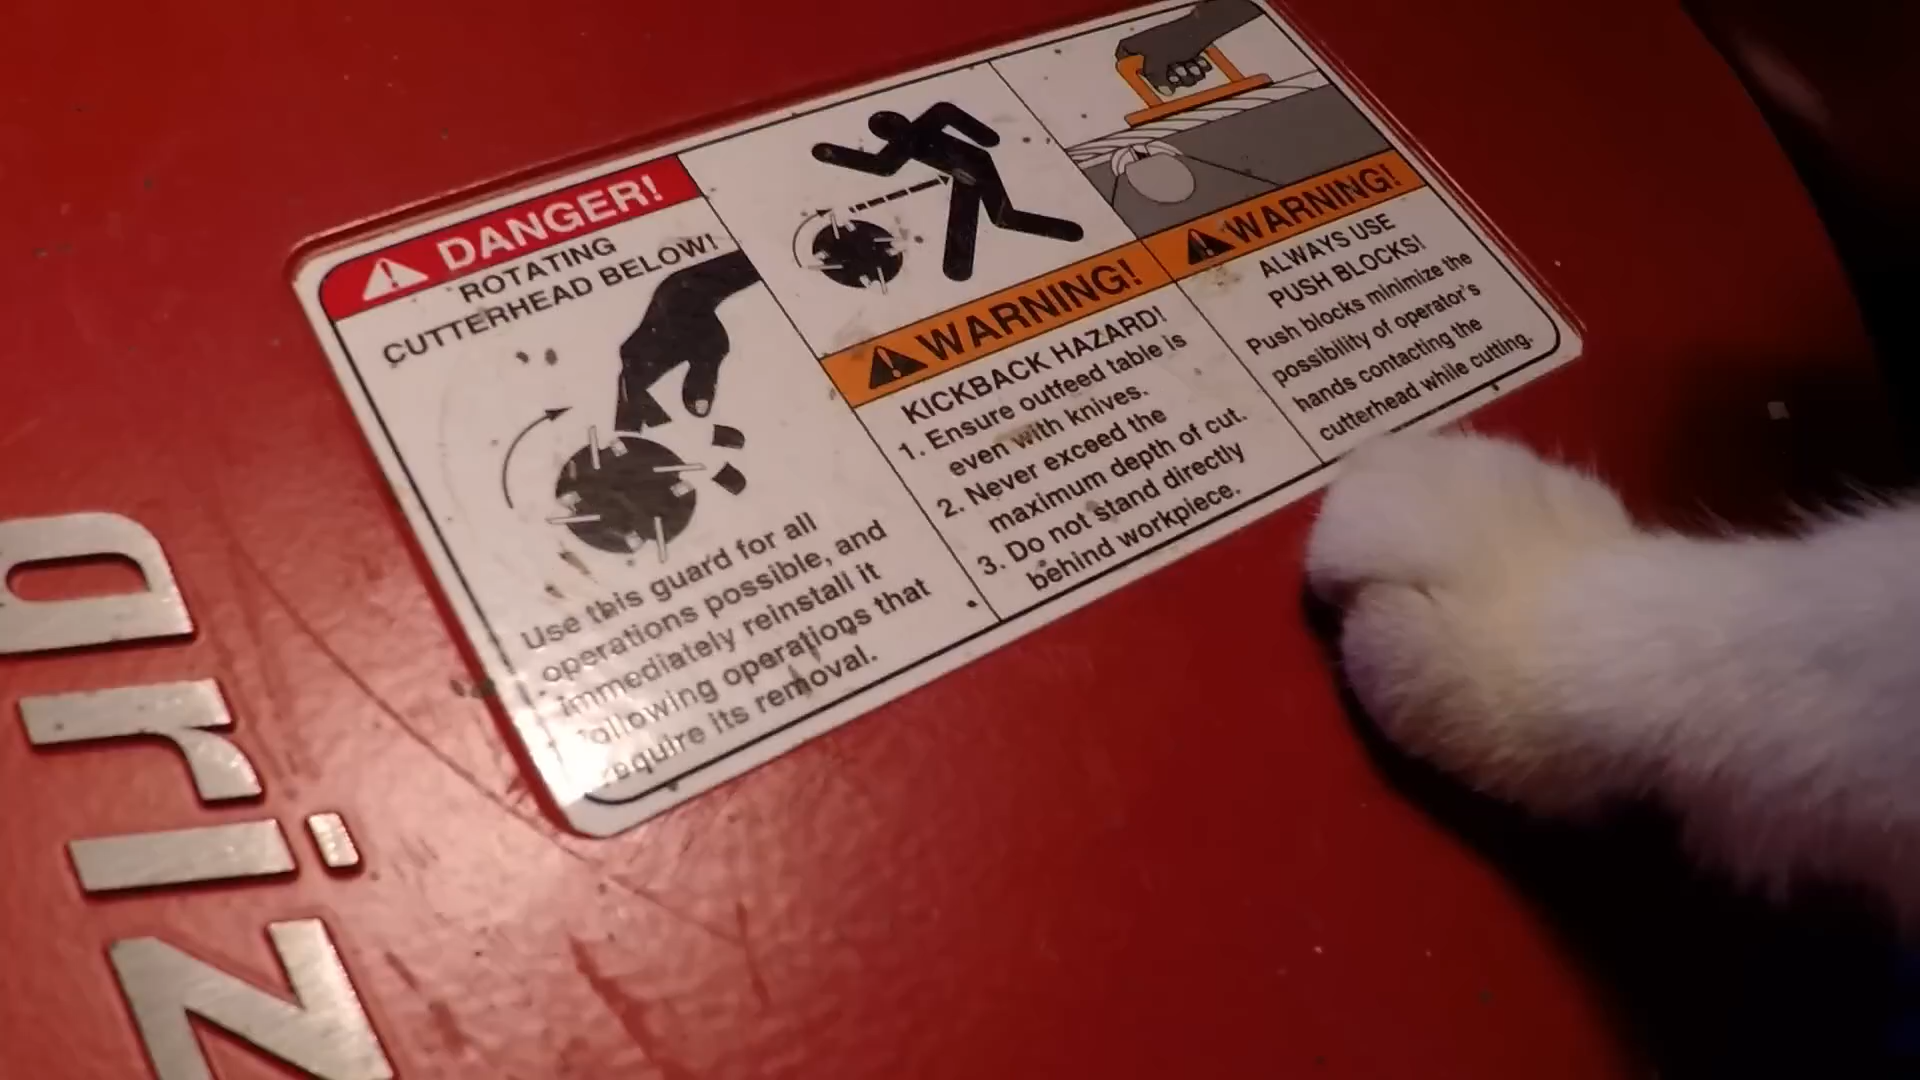 DANGER!
ROTATING
CUTTERHEAD BELOW!
Use this guard for all
operations possible, and
immediately reinstall it
following operations that
require its removal.
WARNING!
KICKBACK HAZARD!
1. Ensure outfeed table is
even with knives.
2. Never exceed the
maximum depth of cut.
3. Do not stand directly
behind workpiece.
WARNING!
ALWAYS USE
PUSH BLOCKS!
Push blocks minimize the
possibility of operator's
hands contacting the
cutterhead while cutting.
ariz